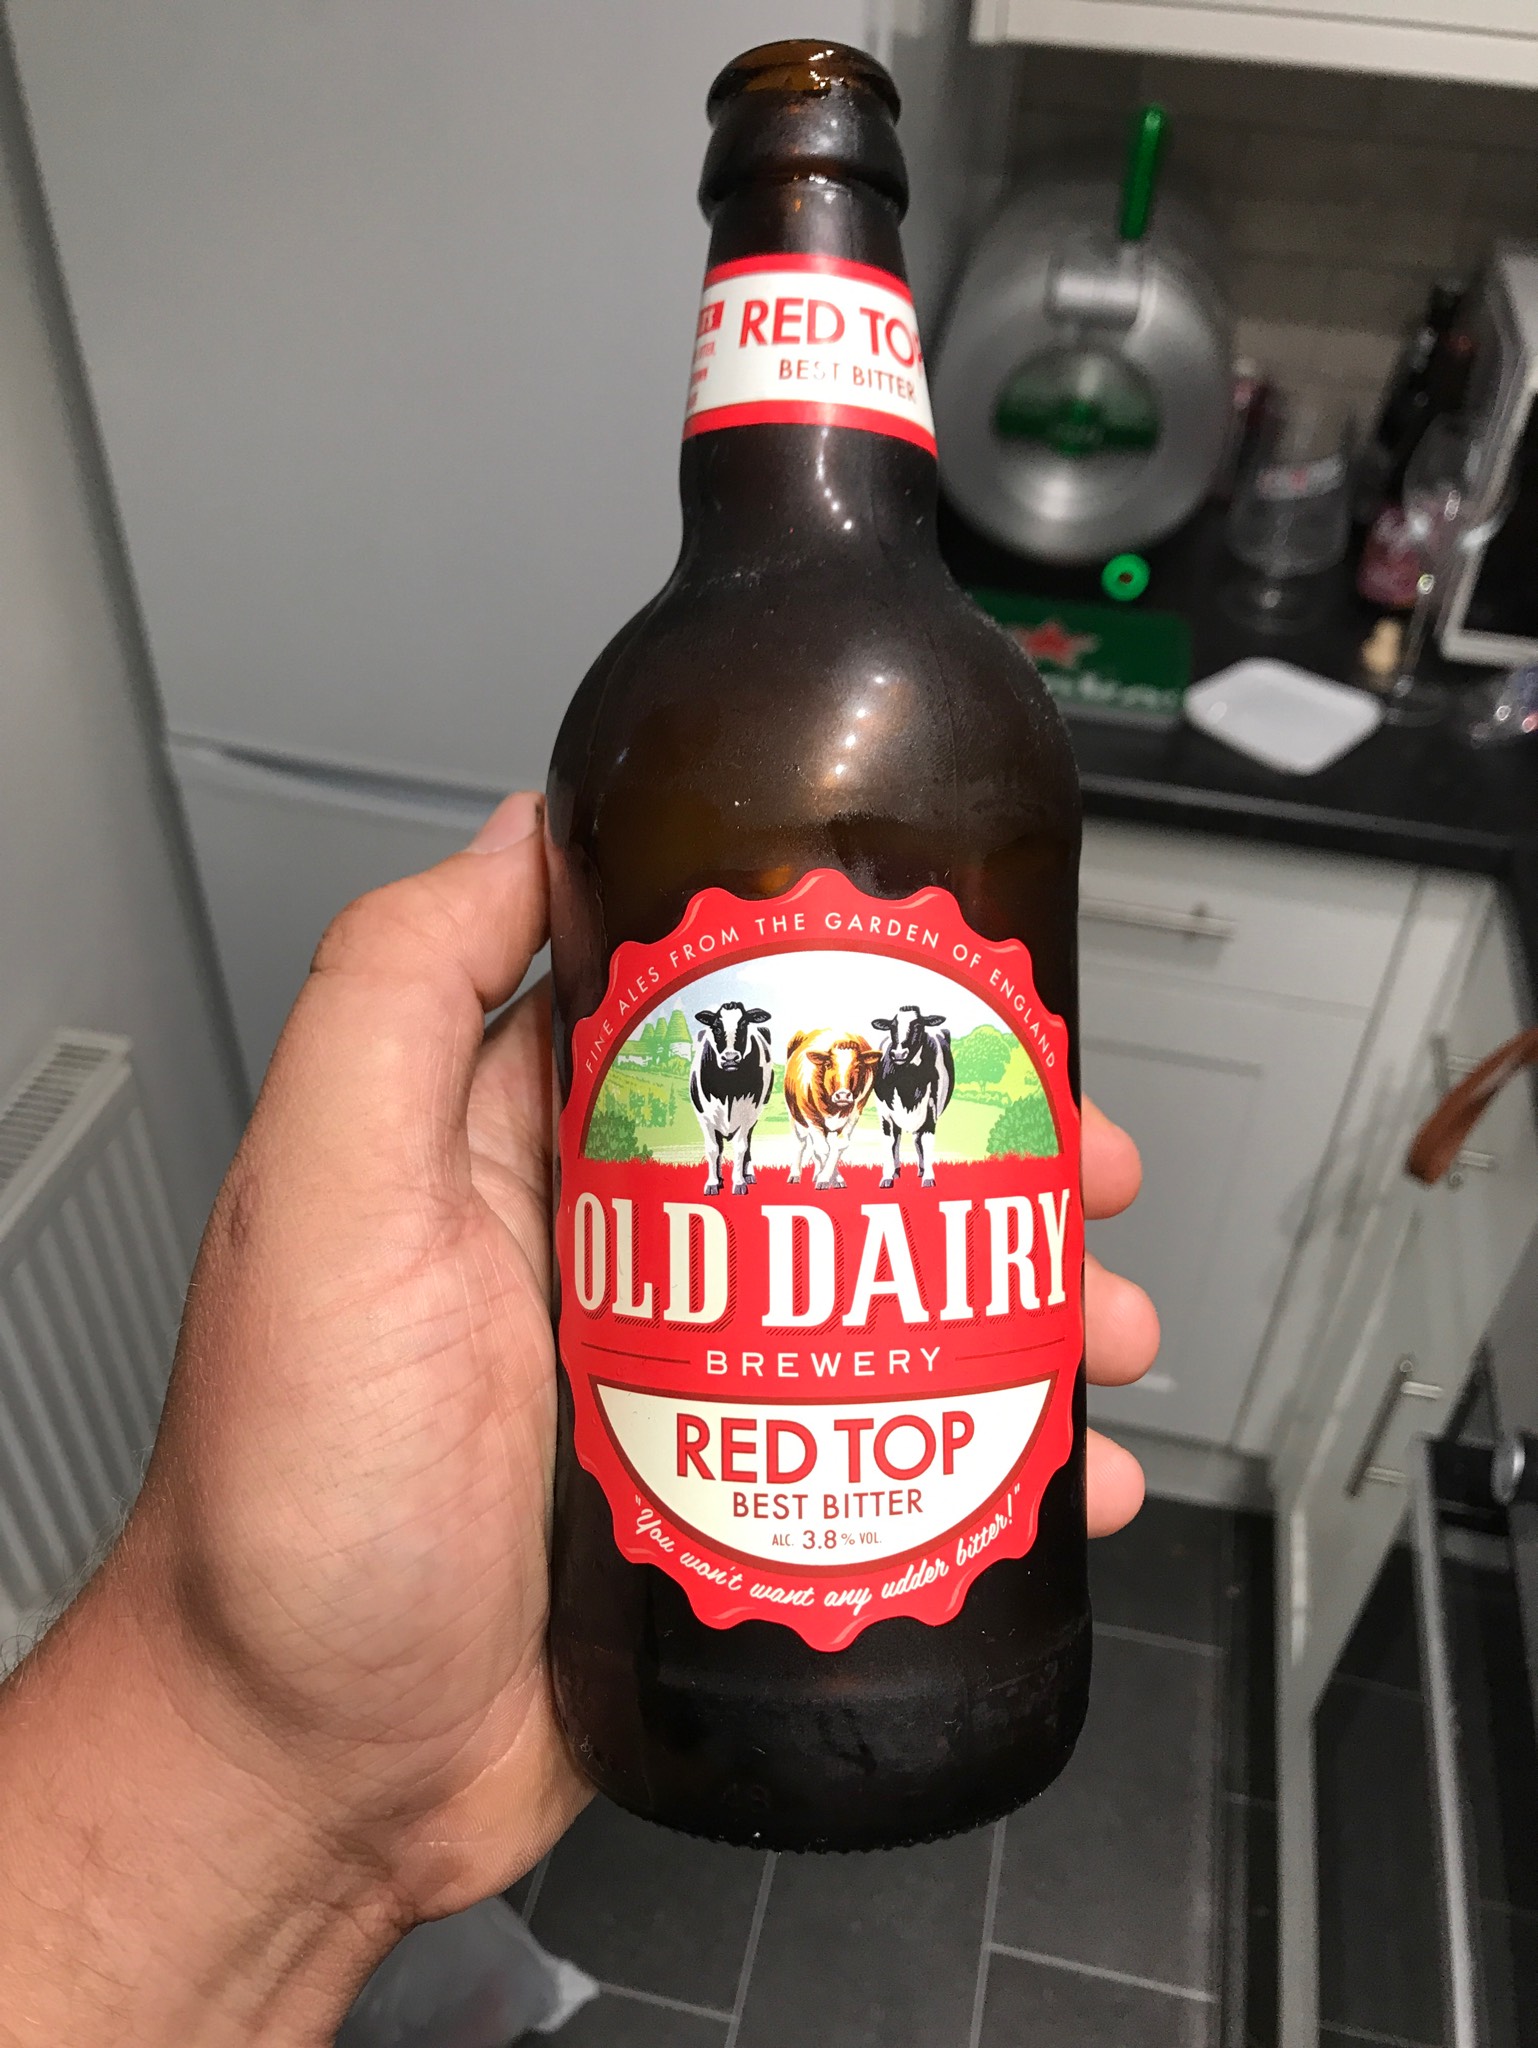 RED TOP
BEST BITTER
FINE ALES FROM THE GARDEN OF ENGLAND
OLD DAIRY
BREWERY
RED TOP
BEST BITTER
ALC. 3.8% VOL.
"You won't want any udder bitter!"